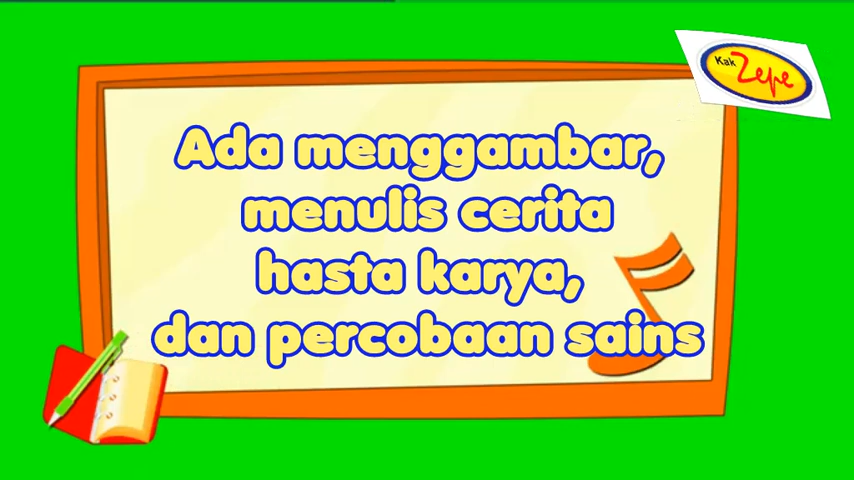 Kak Zepe
Ada menggambar,
menulis cerita
hasta karya,
dan percobaan sains